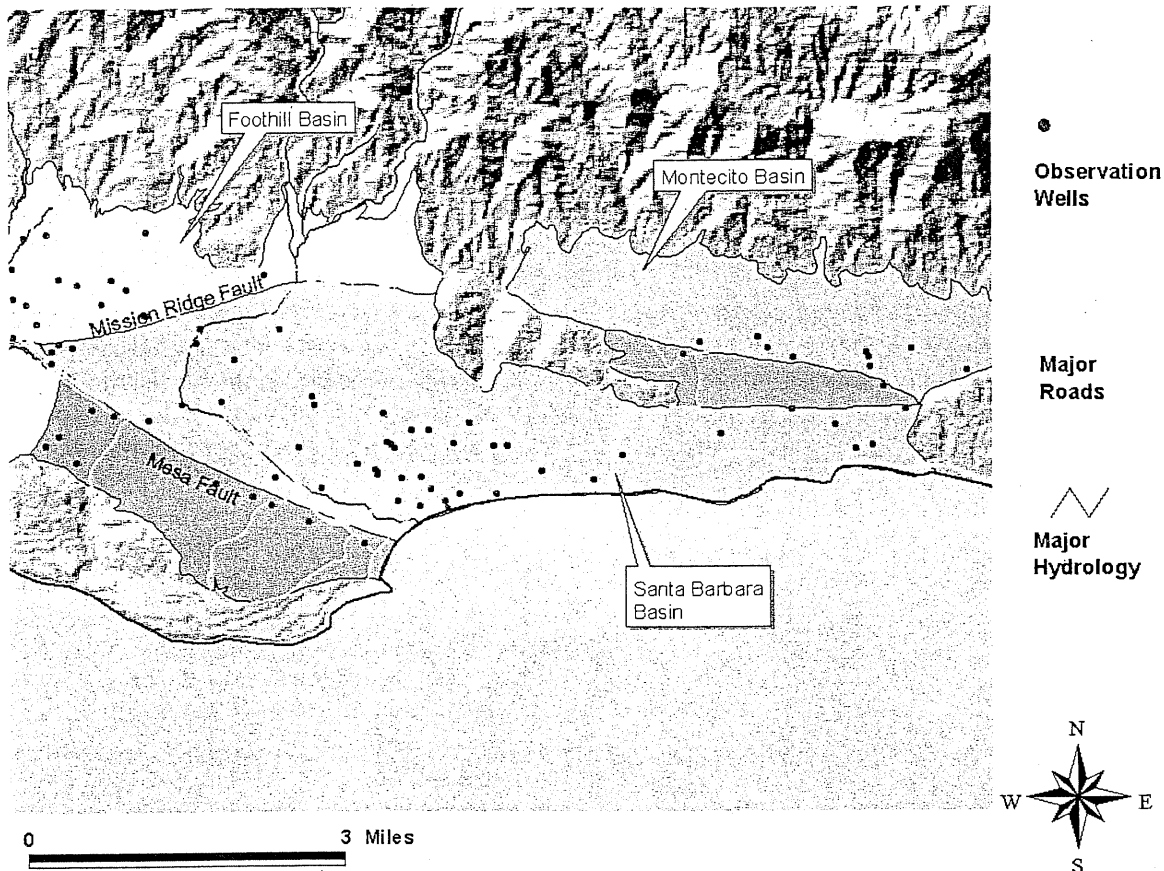 Foothill Basin
Montecito Basin
Mission Ridge Fault
Mesa Fault
Santa Barbara
Basin
Observation
Wells
Major
Roads
Major
Hydrology
N
W
E
S
0
3 Miles